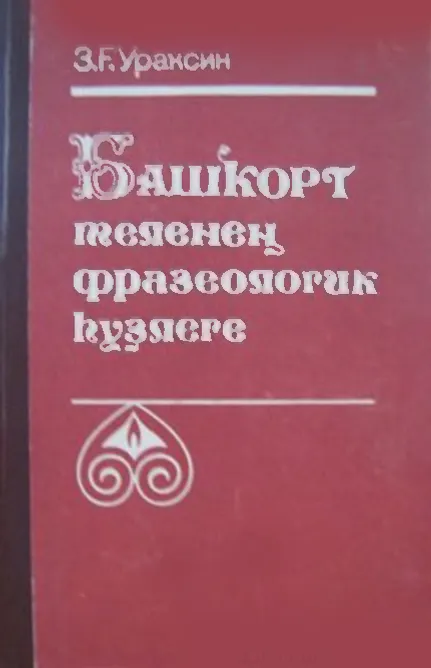 З.Ғ.Ураксин
Башҡорт
теленең
фразеологик
һүҙлеге